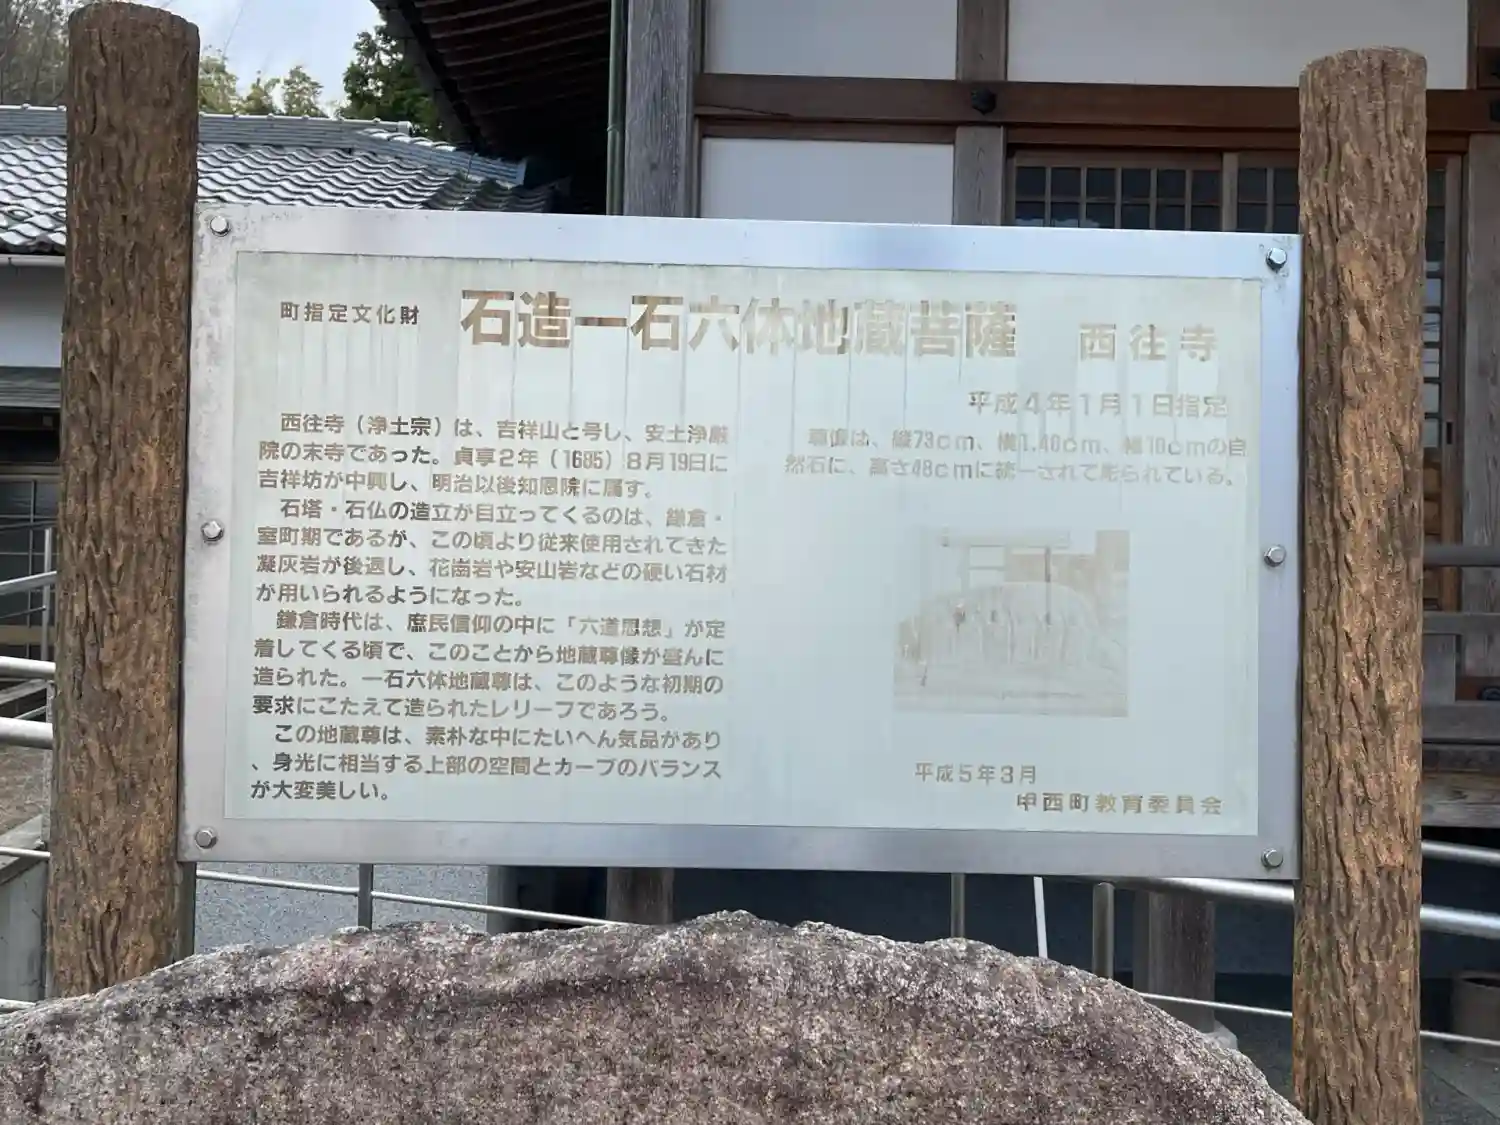 町指定文化財 石造一石六体地蔵菩薩 西往寺
平成4年1月1日指定
西往寺（浄土宗）は、吉祥山と号し、安土浄厳
院の末寺であった。貞享2年（1685）8月19日に
吉祥坊が中興し、明治以後知恩院に属す。
石塔・石仏の造立が目立ってくるのは、鎌倉・
室町期であるが、この頃より従来使用されてきた
凝灰岩が後退し、花崗岩や安山岩などの硬い石材
が用いられるようになった。
鎌倉時代は、庶民信仰の中に「六道思想」が定
着してくる頃で、このことから地蔵尊像が盛んに
造られた。一石六体地蔵尊は、このような初期の
要求にこたえて造られたレリーフであろう。
この地蔵尊は、素朴な中にたいへん気品があり
、身光に相当する上部の空間とカーブのバランス
が大変美しい。
尊像は、縦73cm、横1.40cm、幅10cmの自
然石に、高さ48cmに統一されて彫られている。
平成5年3月
甲西町教育委員会